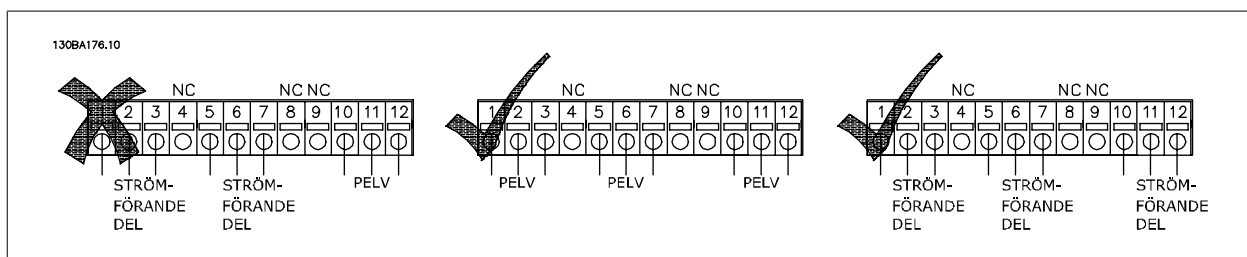 130BA176.10
NC NC NC
2 3 4 5 6 7 8 9 10 11 12
STRÖM-
FÖRANDE
DEL
STRÖM-
FÖRANDE
DEL
PELV
NC NC NC
1 2 3 4 5 6 7 8 9 10 11 12
PELV PELV PELV
NC NC NC
1 2 3 4 5 6 7 8 9 10 11 12
STRÖM-
FÖRANDE
DEL
STRÖM-
FÖRANDE
DEL
STRÖM-
FÖRANDE
DEL